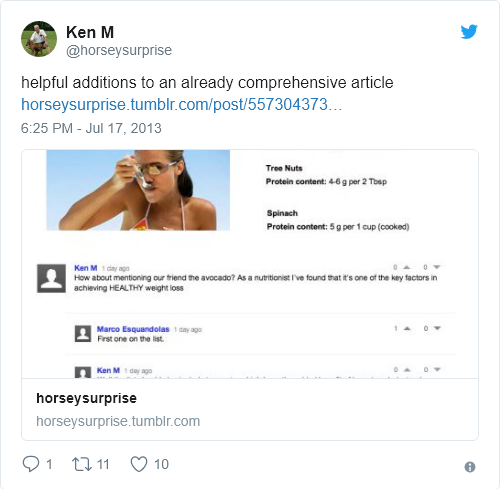 Ken M
@horseysurprise
helpful additions to an already comprehensive article
horseysurprise.tumblr.com/post/557304373…
6:25 PM - Jul 17, 2013
Tree Nuts
Protein content: 4-6 g per 2 Tbsp
Spinach
Protein content: 5 g per 1 cup (cooked)
Ken M 1 day ago 0 0
How about mentioning our friend the avocado? As a nutritionist I've found that it's one of the key factors in
achieving HEALTHY weight loss
Marco Esquandolas 1 day ago 1 0
First one on the list.
Ken M 1 day ago 0 0
horseysurprise
horseysurprise.tumblr.com
1 11 10